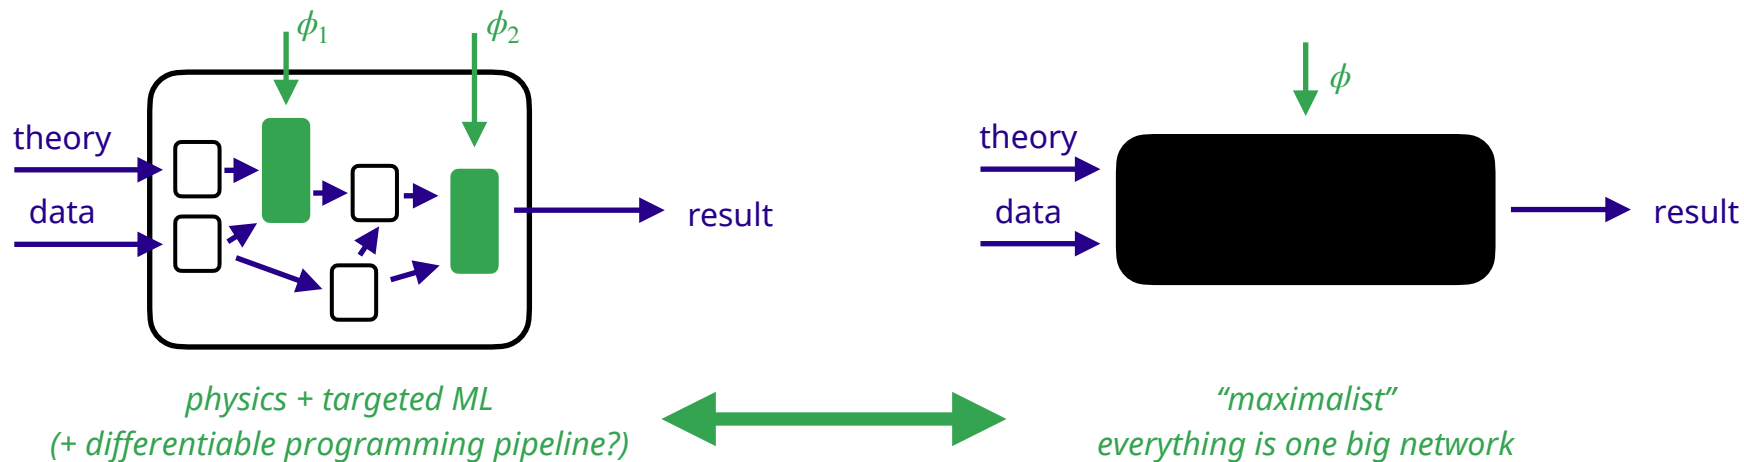 ϕ₁
ϕ₂
theory
data
result
physics + targeted ML
(+ differentiable programming pipeline?)
ϕ
theory
data
result
“maximalist”
everything is one big network